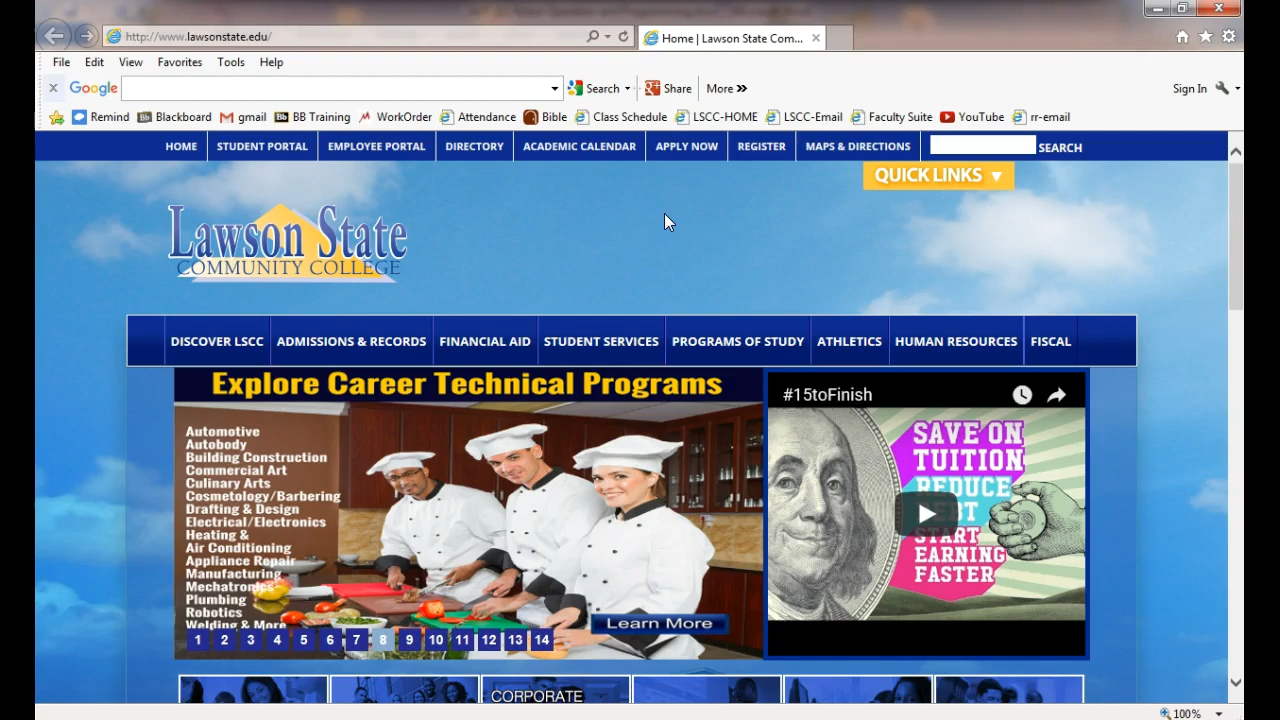 http://www.lawsonstate.edu/
Home | Lawson State Com...
File Edit View Favorites Tools Help
x Google Search Share More »
Sign In
Remind Blackboard gmail BB Training WorkOrder Attendance Bible Class Schedule LSCC-HOME LSCC-Email Faculty Suite YouTube rr-email
HOME STUDENT PORTAL EMPLOYEE PORTAL DIRECTORY ACADEMIC CALENDAR APPLY NOW REGISTER MAPS & DIRECTIONS SEARCH
QUICK LINKS ▼
Lawson State
COMMUNITY COLLEGE
DISCOVER LSCC ADMISSIONS & RECORDS FINANCIAL AID STUDENT SERVICES PROGRAMS OF STUDY ATHLETICS HUMAN RESOURCES FISCAL
Explore Career Technical Programs
Automotive
Autobody
Building Construction
Commercial Art
Culinary Arts
Cosmetology/Barbering
Drafting & Design
Electrical/Electronics
Heating &
Air Conditioning
Appliance Repair
Manufacturing
Mechatronics
Plumbing
Robotics
Welding & More
Learn More
1 2 3 4 5 6 7 8 9 10 11 12 13 14
#15toFinish
SAVE ON
TUITION
REDUCE
DEBT
START
EARNING
FASTER
CORPORATE
100%